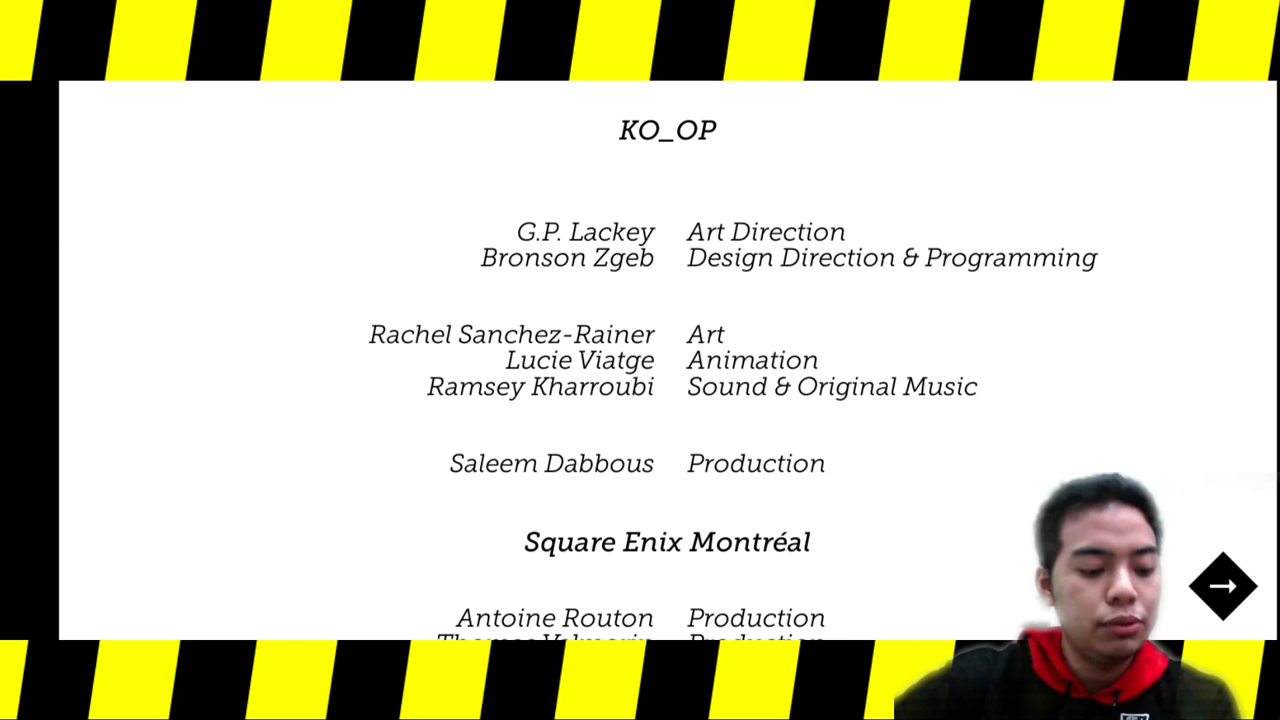 KO_OP
G.P. Lackey Art Direction
Bronson Zgeb Design Direction & Programming
Rachel Sanchez-Rainer Art
Lucie Viatge Animation
Ramsey Kharroubi Sound & Original Music
Saleem Dabbous Production
Square Enix Montréal
Antoine Routon Production
Production